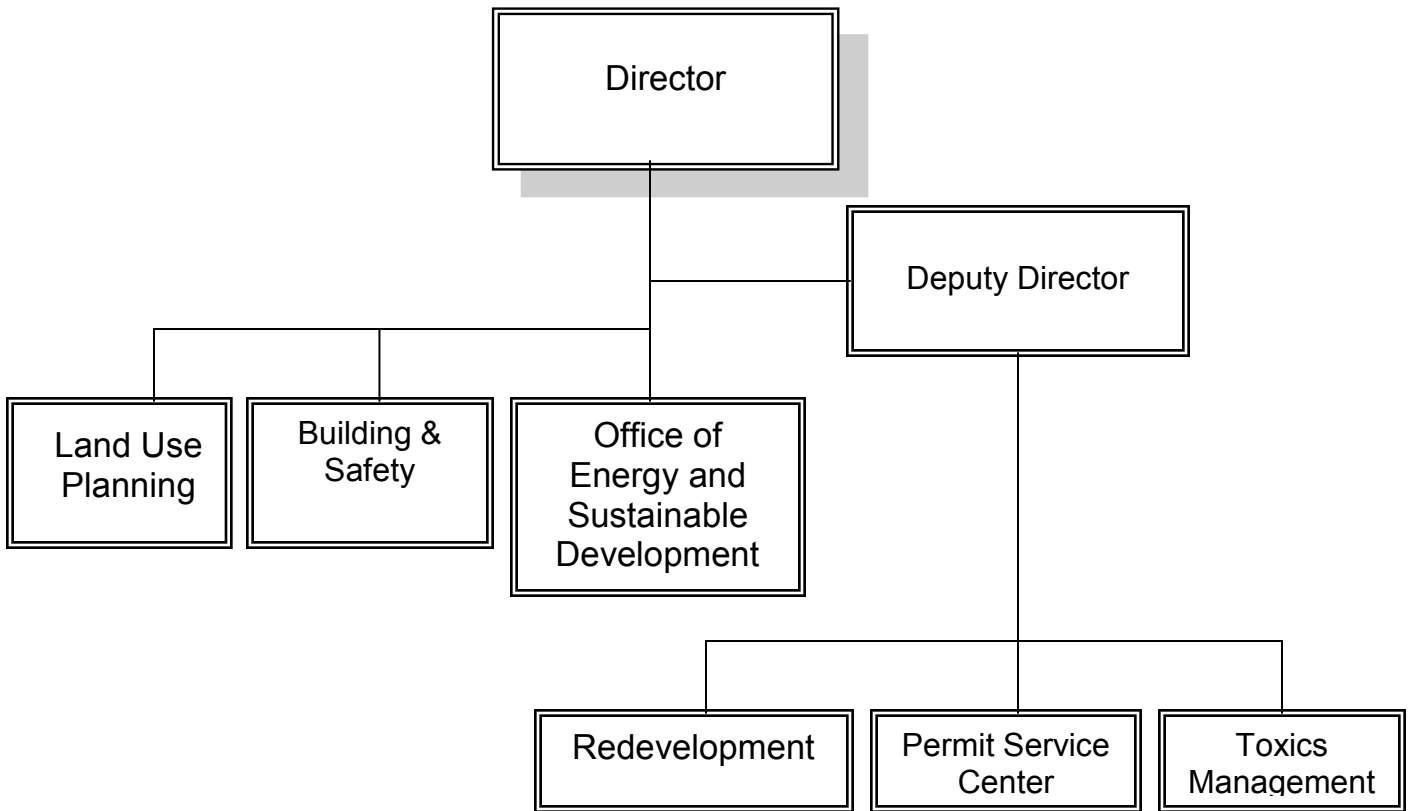 Director
Deputy Director
Land Use
Planning
Building &
Safety
Office of
Energy and
Sustainable
Development
Redevelopment
Permit Service
Center
Toxics
Management